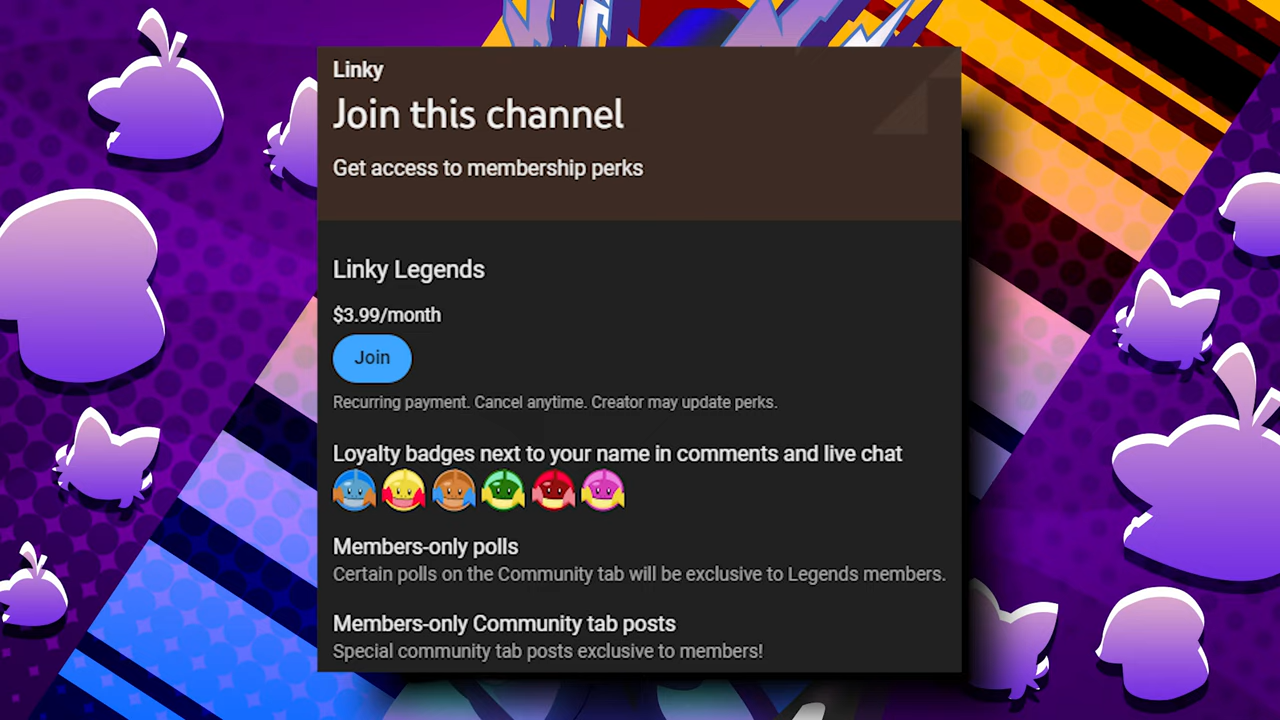 Linky
Join this channel
Get access to membership perks
Linky Legends
$3.99/month
Join
Recurring payment. Cancel anytime. Creator may update perks.
Loyalty badges next to your name in comments and live chat
Members-only polls
Certain polls on the Community tab will be exclusive to Legends members.
Members-only Community tab posts
Special community tab posts exclusive to members!